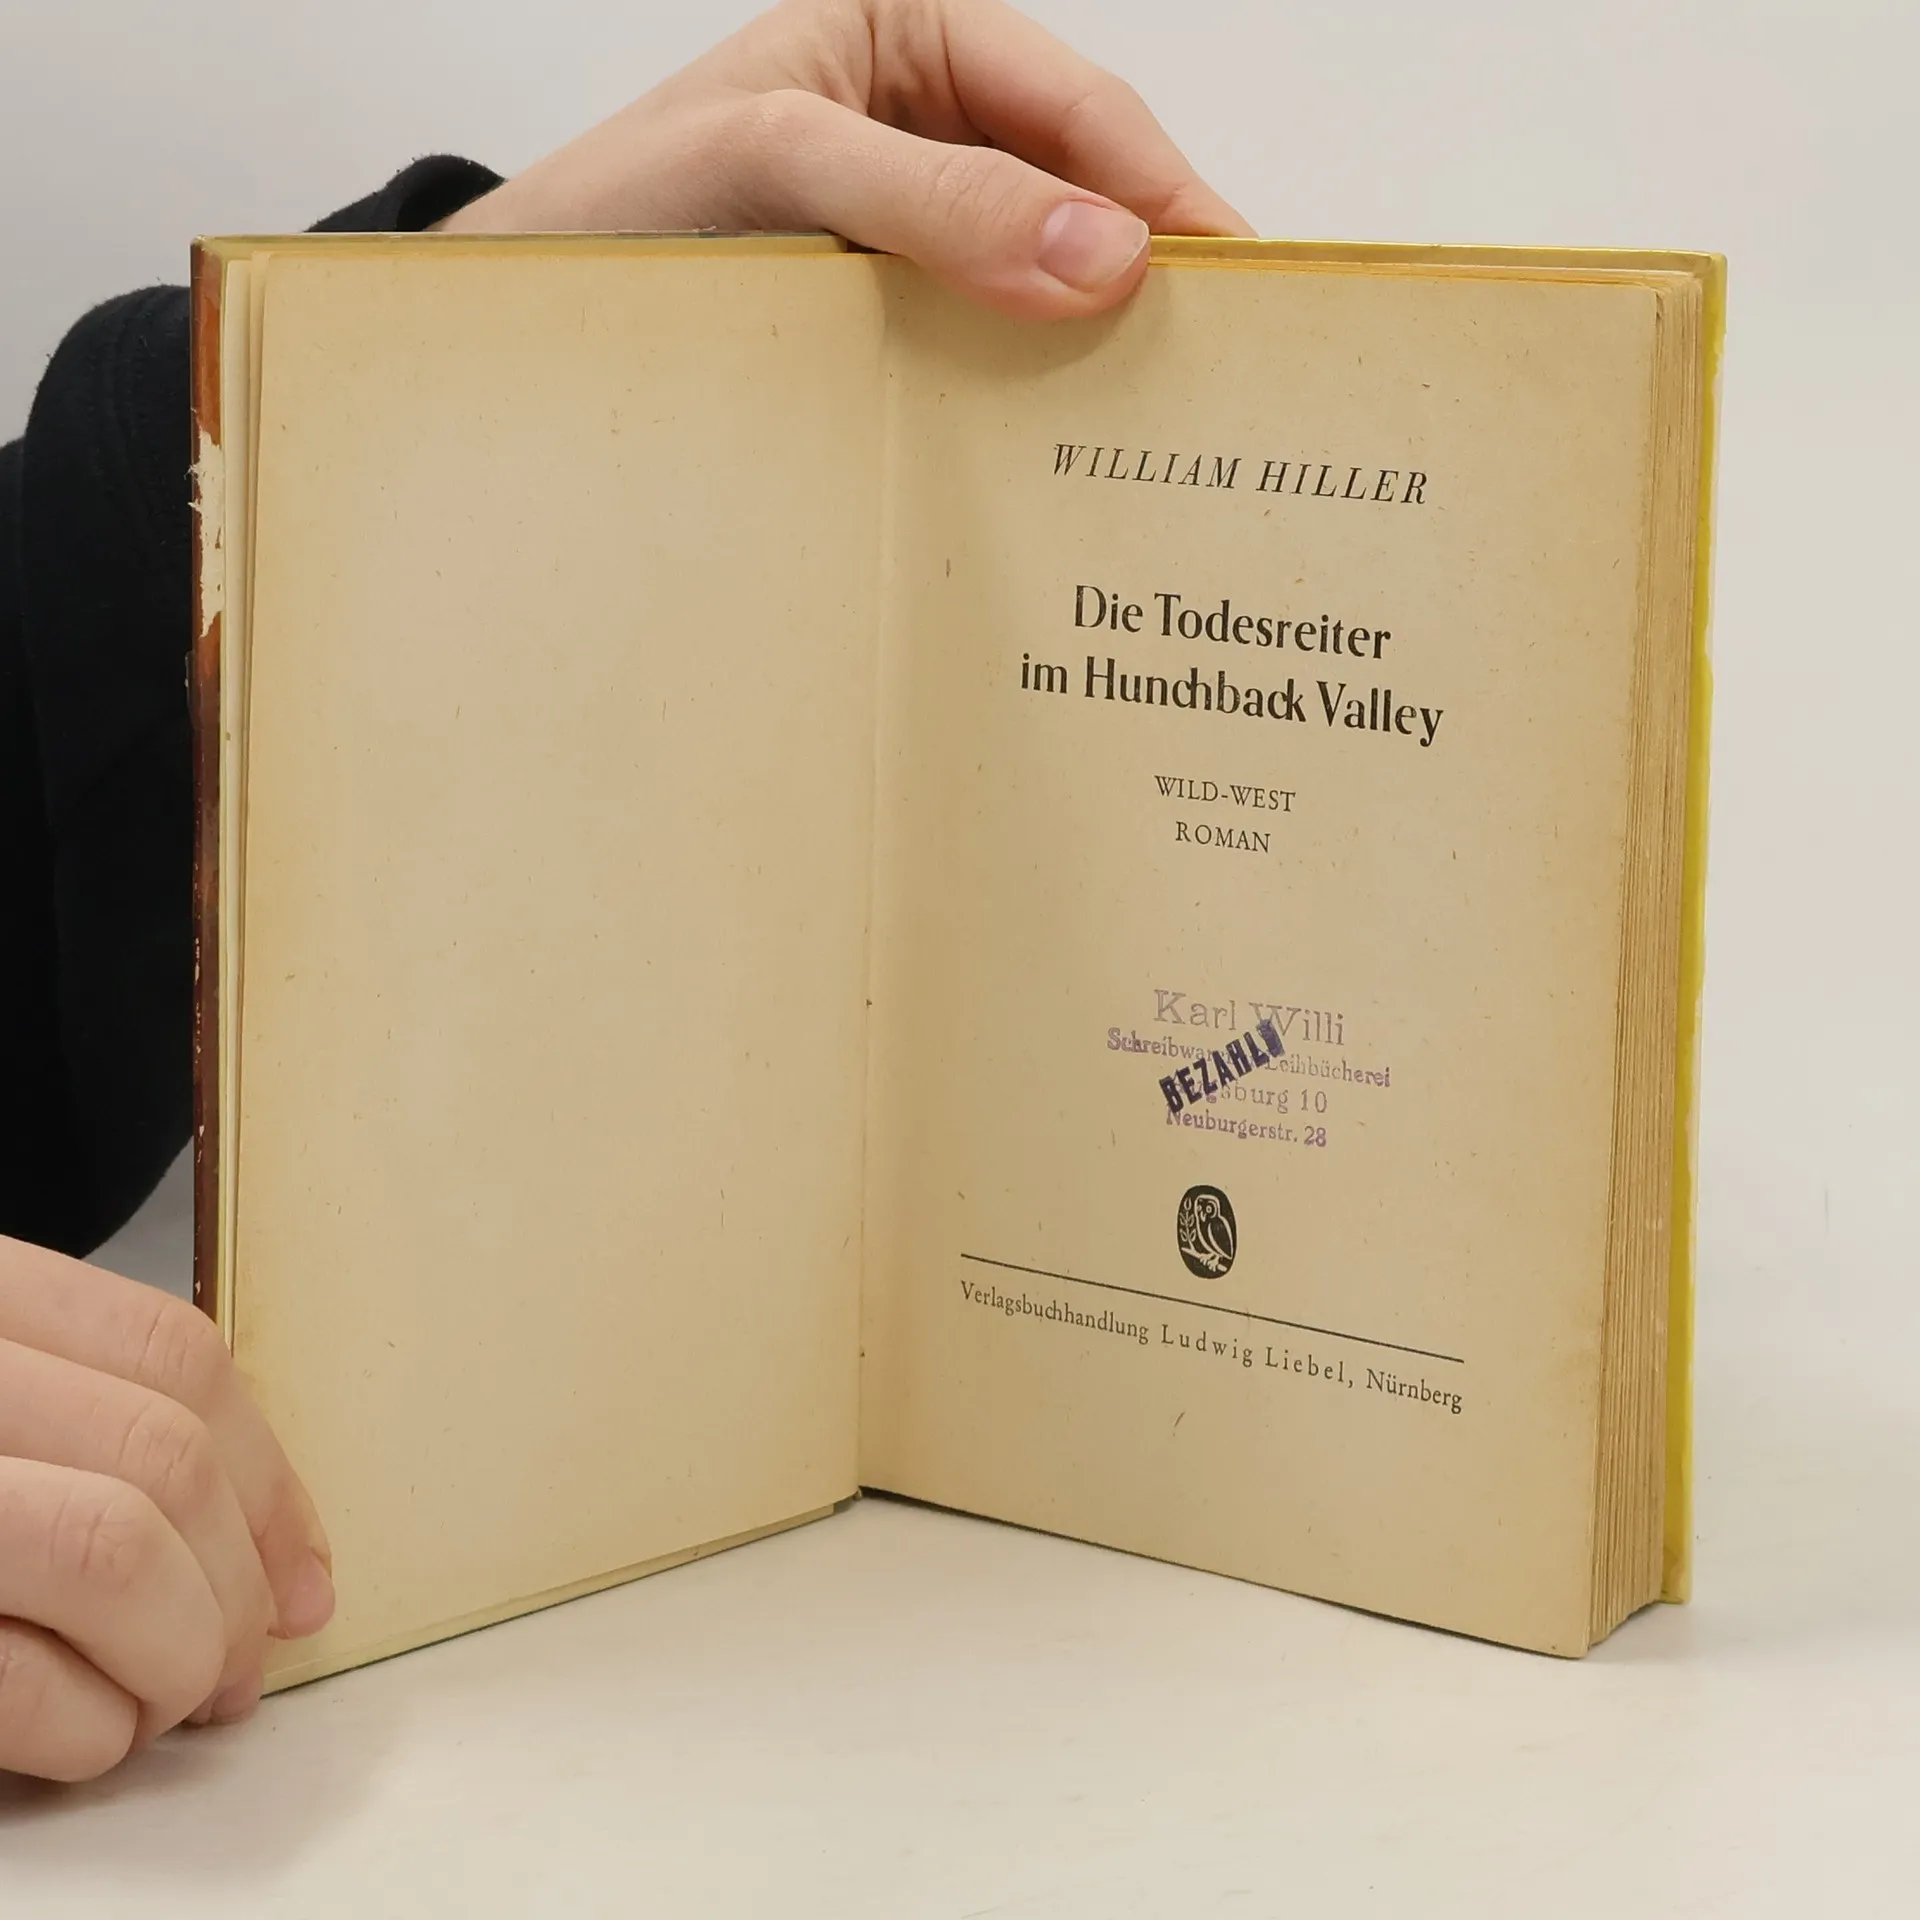 WILLIAM HILLER
Die Todesreiter
im Hunchback Valley
WILD-WEST
ROMAN
Karl Willi
Leihbücherei
BEZAHLT
10
Neuburgerstr. 28
Verlagsbuchhandlung Ludwig Liebel, Nürnberg